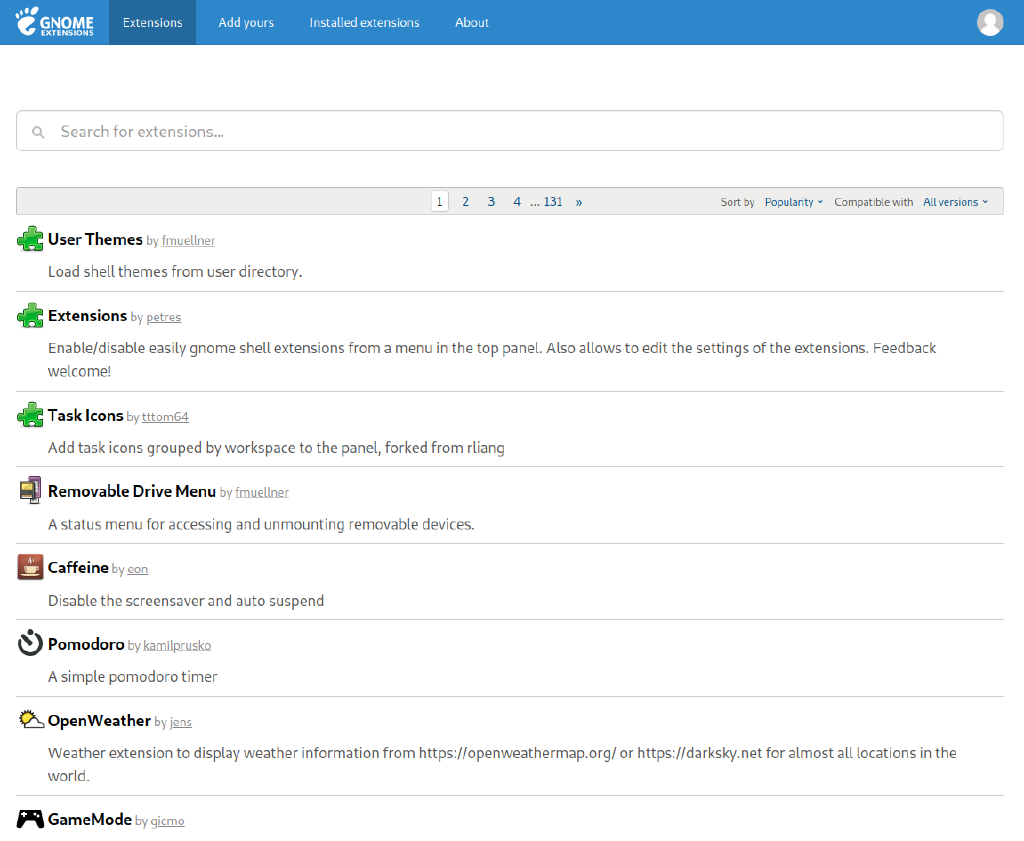 GNOME EXTENSIONS Extensions Add yours Installed extensions About
Search for extensions...
1 2 3 4 ... 131 » Sort by Popularity Compatible with All versions
User Themes by fmuellner
Load shell themes from user directory.
Extensions by petres
Enable/disable easily gnome shell extensions from a menu in the top panel. Also allows to edit the settings of the extensions. Feedback
welcome!
Task Icons by tttom64
Add task icons grouped by workspace to the panel, forked from rliang
Removable Drive Menu by fmuellner
A status menu for accessing and unmounting removable devices.
Caffeine by eon
Disable the screensaver and auto suspend
Pomodoro by kamilprusko
A simple pomodoro timer
OpenWeather by jens
Weather extension to display weather information from https://openweathermap.org/ or https://darksky.net for almost all locations in the
world.
GameMode by gicmo